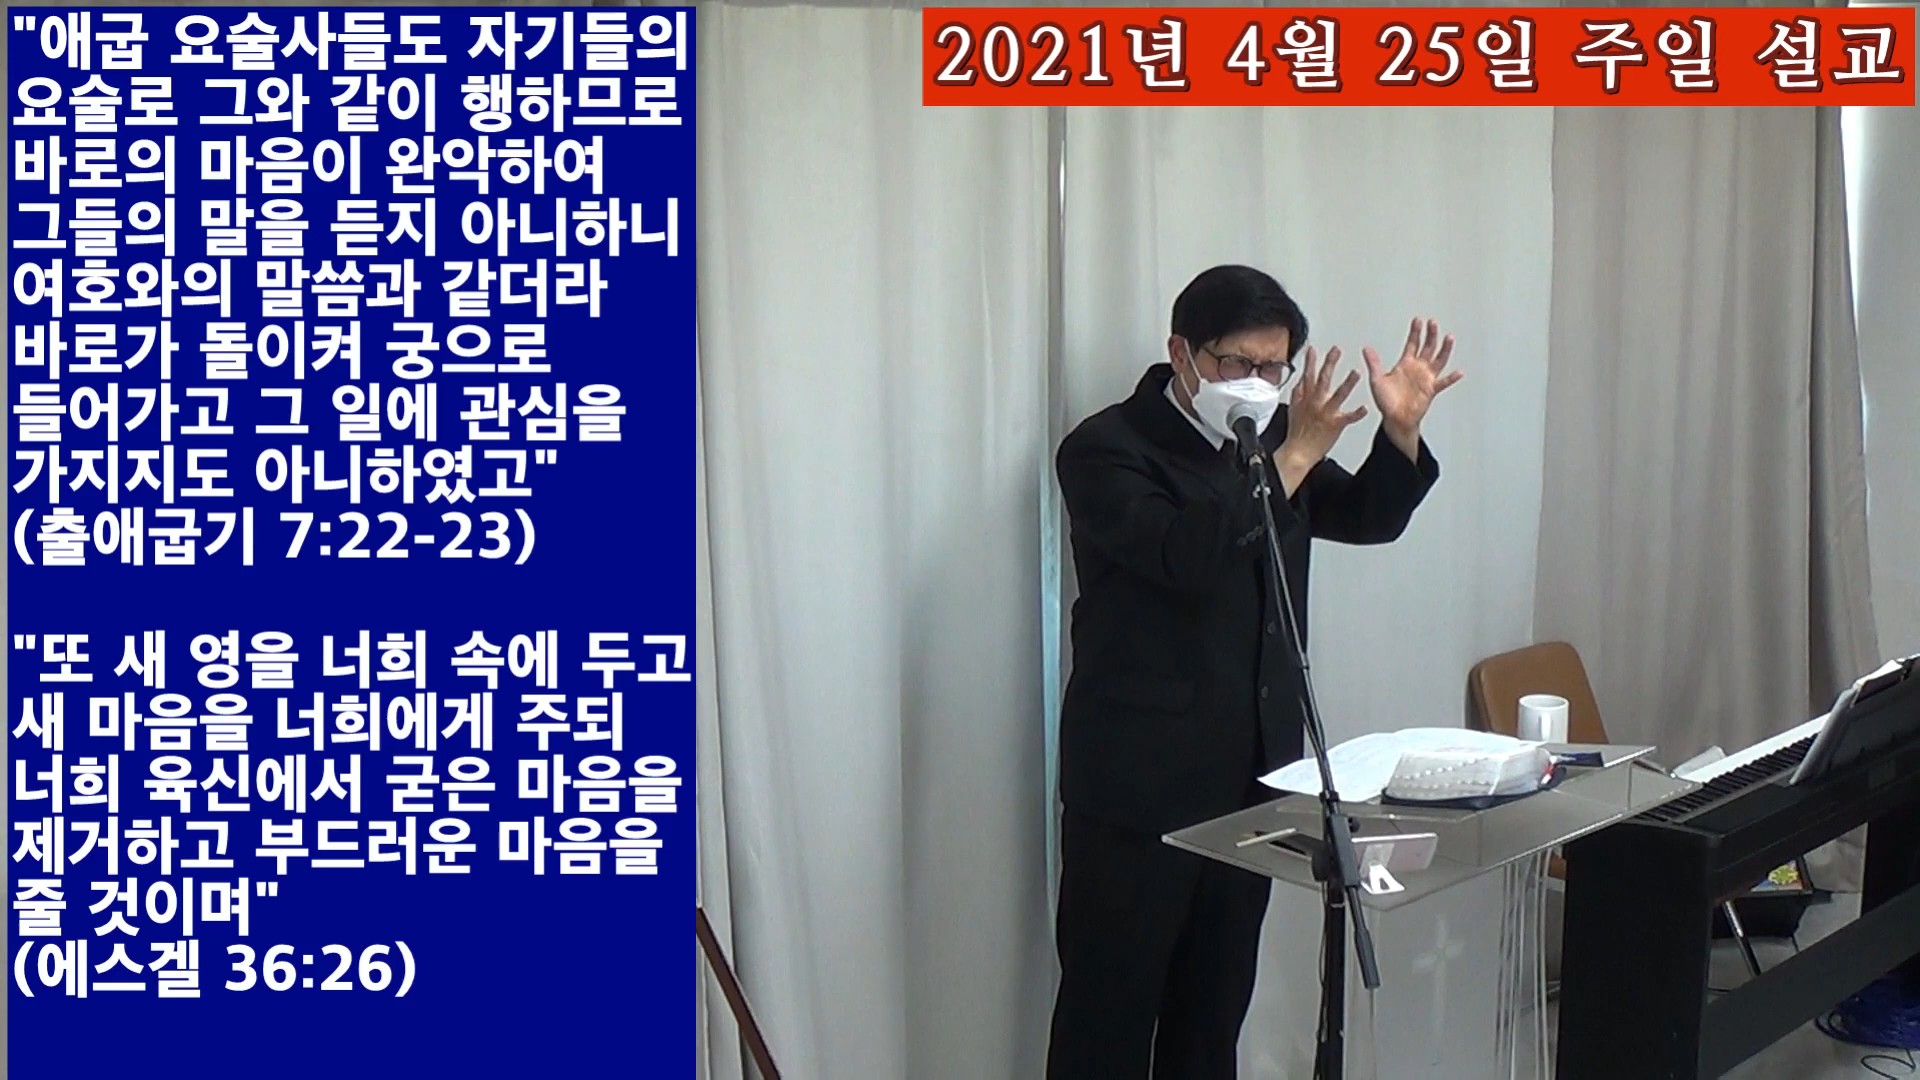 "애굽 요술사들도 자기들의
요술로 그와 같이 행하므로
바로의 마음이 완악하여
그들의 말을 듣지 아니하니
여호와의 말씀과 같더라
바로가 돌이켜 궁으로
들어가고 그 일에 관심을
가지지도 아니하였고"
(출애굽기 7:22-23)
"또 새 영을 너희 속에 두고
새 마음을 너희에게 주되
너희 육신에서 굳은 마음을
제거하고 부드러운 마음을
줄 것이며"
(에스겔 36:26)
2021년 4월 25일 주일 설교